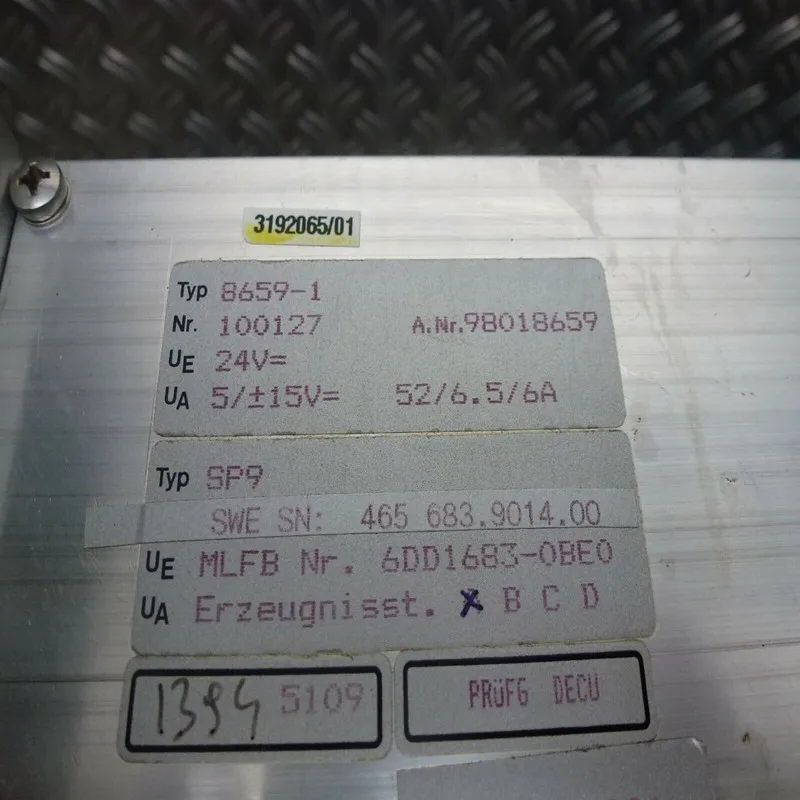 3192065/01
Typ 8659-1
Nr. 100127 A.Nr.98018659
UE 24V=
UA 5/±15V= 52/6.5/6A
Typ SP9
SWE SN: 465 683.9014.00
UE MLFB Nr. 6DD1683-0BE0
UA Erzeugnisst. X B C D
1394 5109
PRüFG DECU